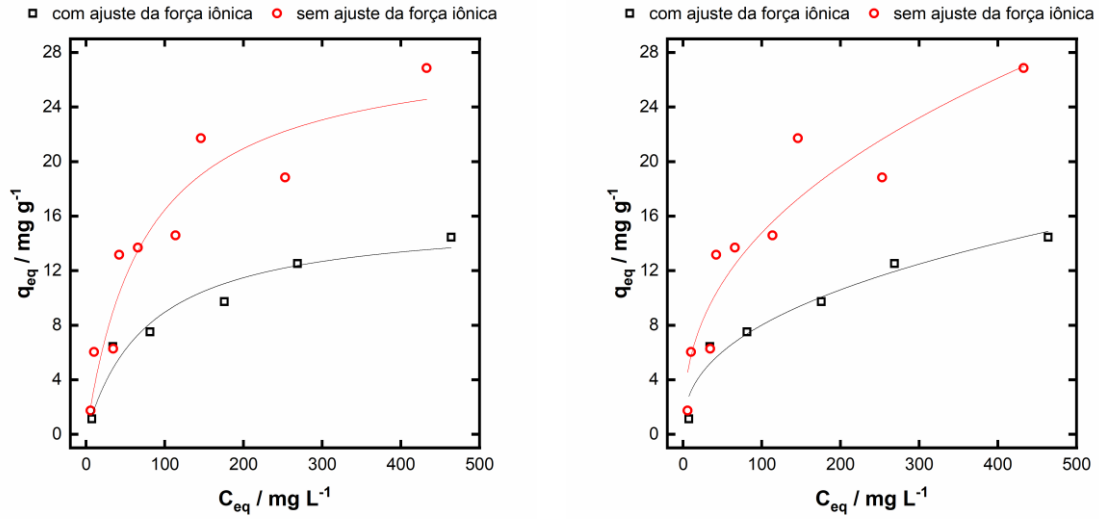 com ajuste da força iônica sem ajuste da força iônica
28
24
20
16
12
8
4
0
q_eq / mg g^-1
0 100 200 300 400 500
C_eq / mg L^-1
com ajuste da força iônica sem ajuste da força iônica
28
24
20
16
12
8
4
0
q_eq / mg g^-1
0 100 200 300 400 500
C_eq / mg L^-1